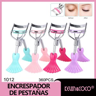 1012
360PCS
ENCRESPADOR
DE PESTAÑAS